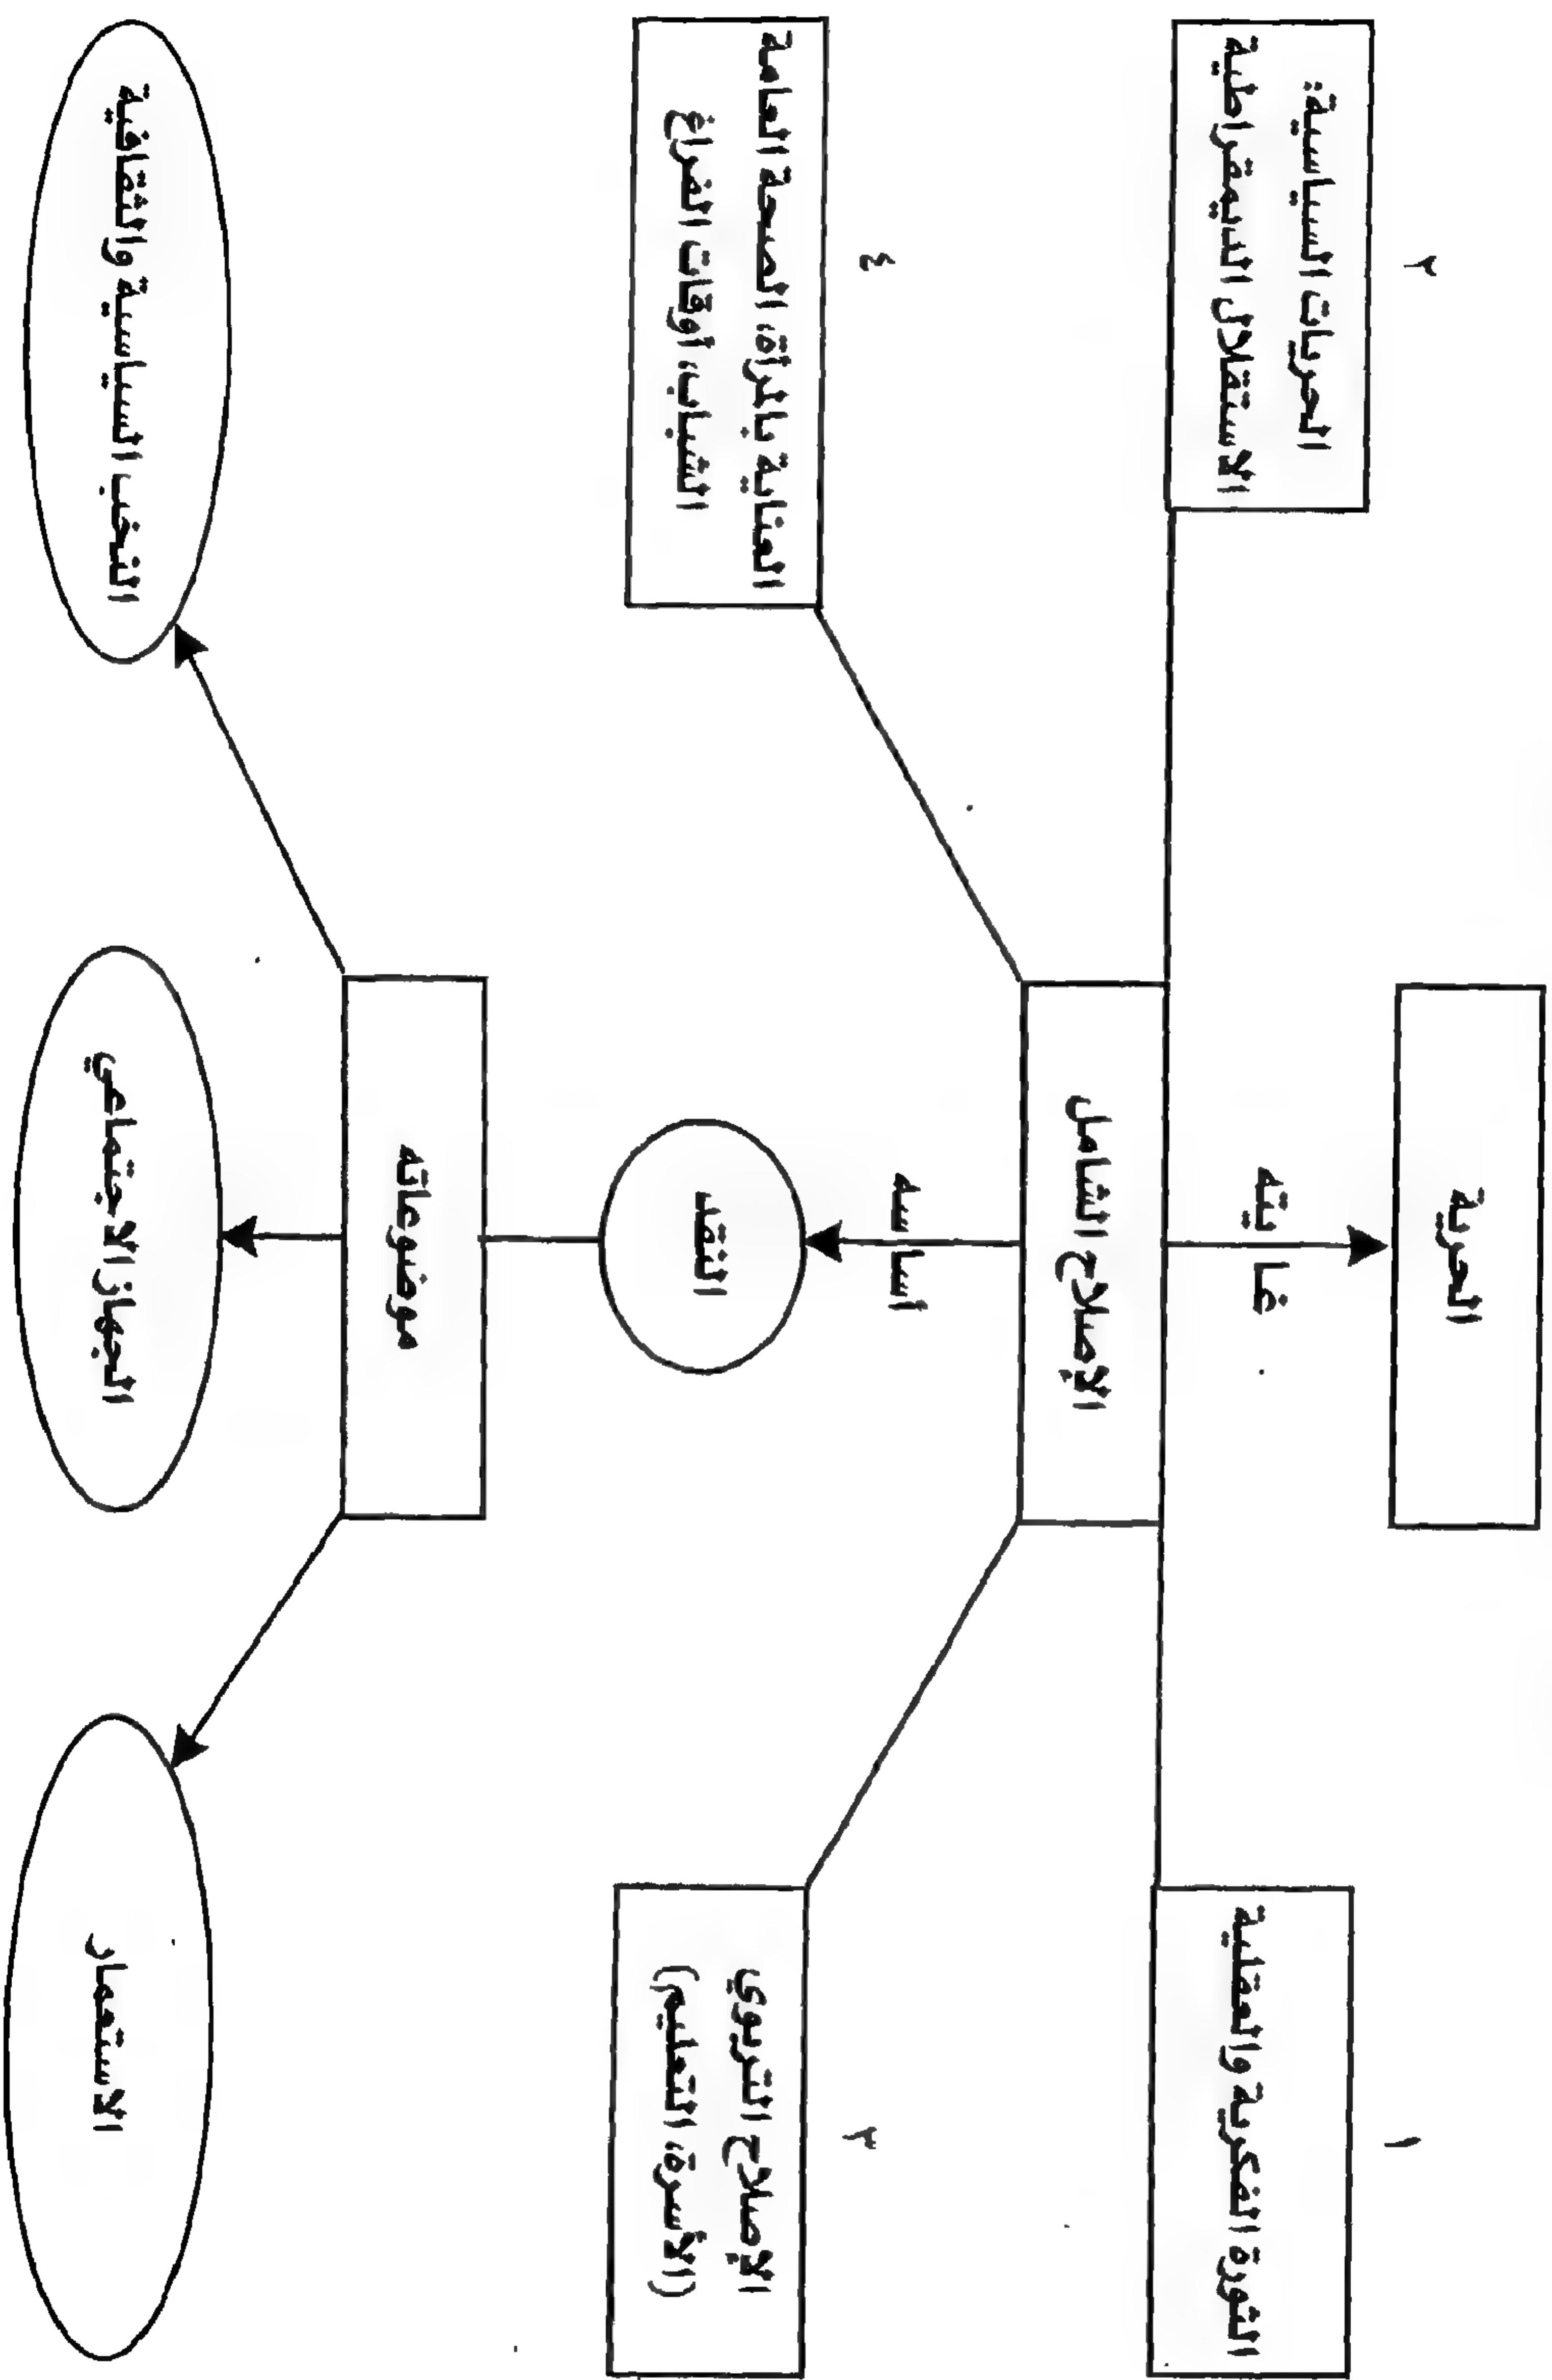 الحرية
١
٢
الثورة الفكرية والعقلية
الحريات السياسية:
الاستقلال الديمقراطية
غايته
الإصلاح الشامل
أساسه
٣
٤
الإصلاح التربوي
(الأسرة، التعليم)
العناية بالمرأة، الصحة العامة
الشباب، أوقات الفراغ
النقد
موضوعاته
الاستعمار
الجهاز الاجتماعي
النخب السياسية والثقافية